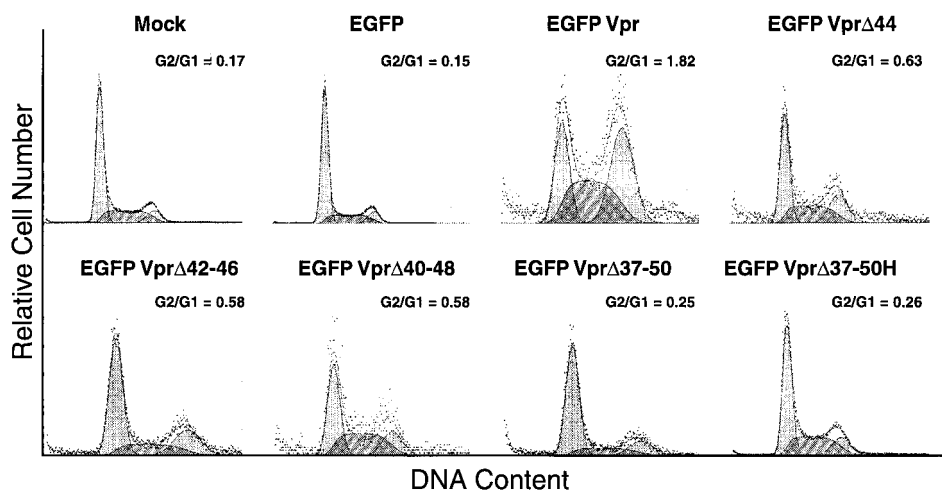 Mock
G2/G1 = 0.17
EGFP
G2/G1 = 0.15
EGFP Vpr
G2/G1 = 1.82
EGFP VprΔ44
G2/G1 = 0.63
EGFP VprΔ42-46
G2/G1 = 0.58
EGFP VprΔ40-48
G2/G1 = 0.58
EGFP VprΔ37-50
G2/G1 = 0.25
EGFP VprΔ37-50H
G2/G1 = 0.26
Relative Cell Number
DNA Content